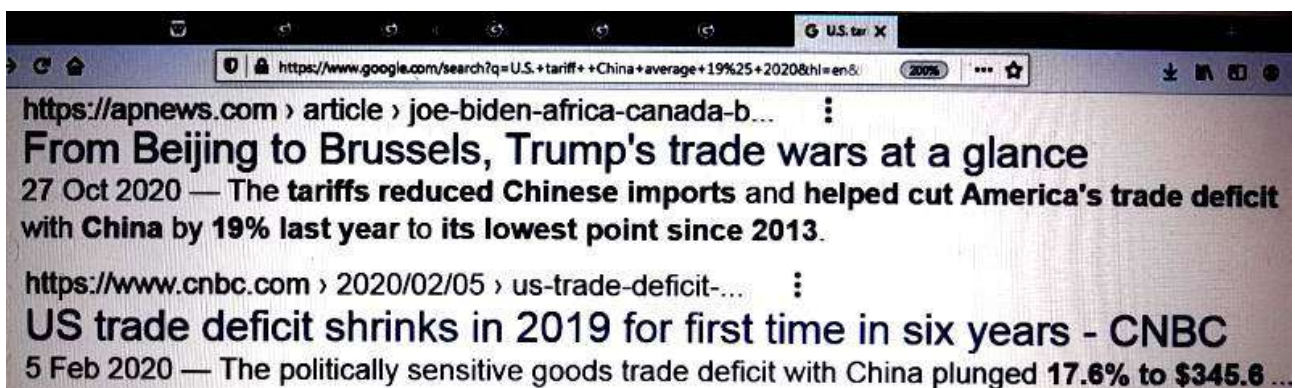 G U.S. tar X
https://www.google.com/search?q=U.S.+tariff++China+average+19%25+2020&hl=en&
200%
https://apnews.com › article › joe-biden-africa-canada-b...
From Beijing to Brussels, Trump's trade wars at a glance
27 Oct 2020 — The tariffs reduced Chinese imports and helped cut America's trade deficit
with China by 19% last year to its lowest point since 2013.
https://www.cnbc.com › 2020/02/05 › us-trade-deficit-...
US trade deficit shrinks in 2019 for first time in six years - CNBC
5 Feb 2020 — The politically sensitive goods trade deficit with China plunged 17.6% to $345.6 ...